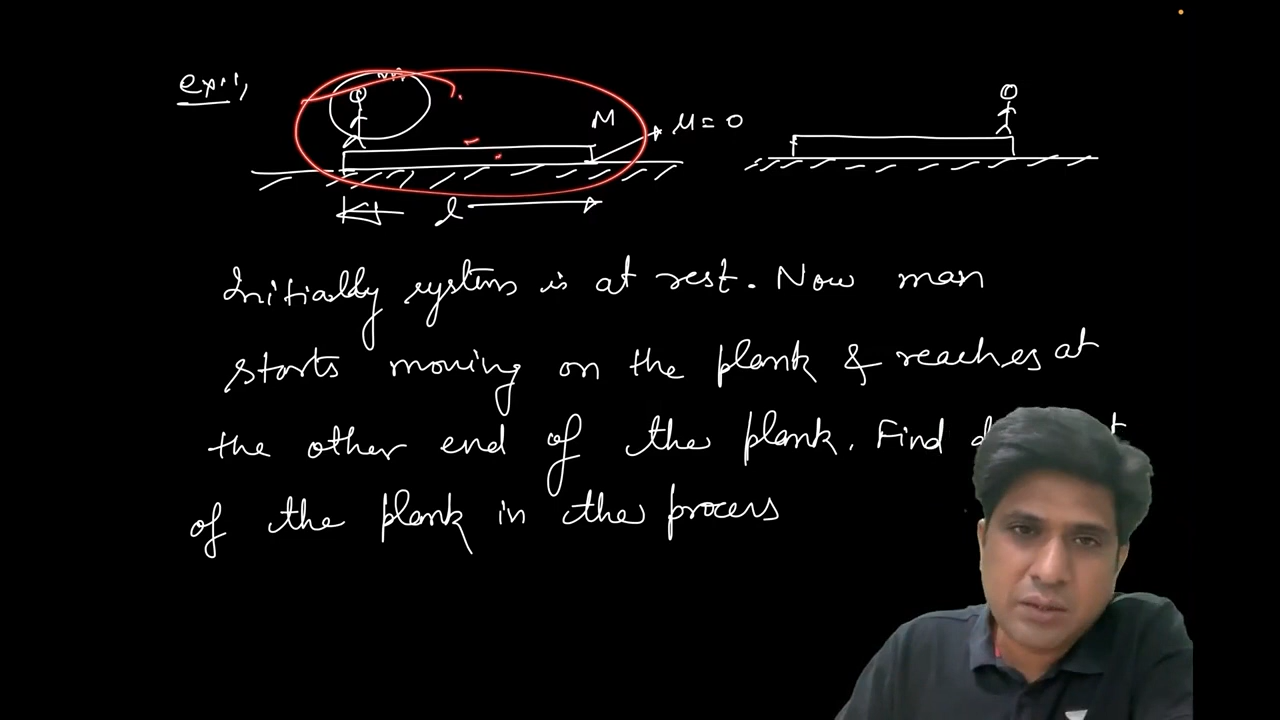 ex:-1,
M
μ = 0
l
Initially system is at rest. Now man
starts moving on the plank & reaches at
the other end of the plank. Find
of the plank in the process